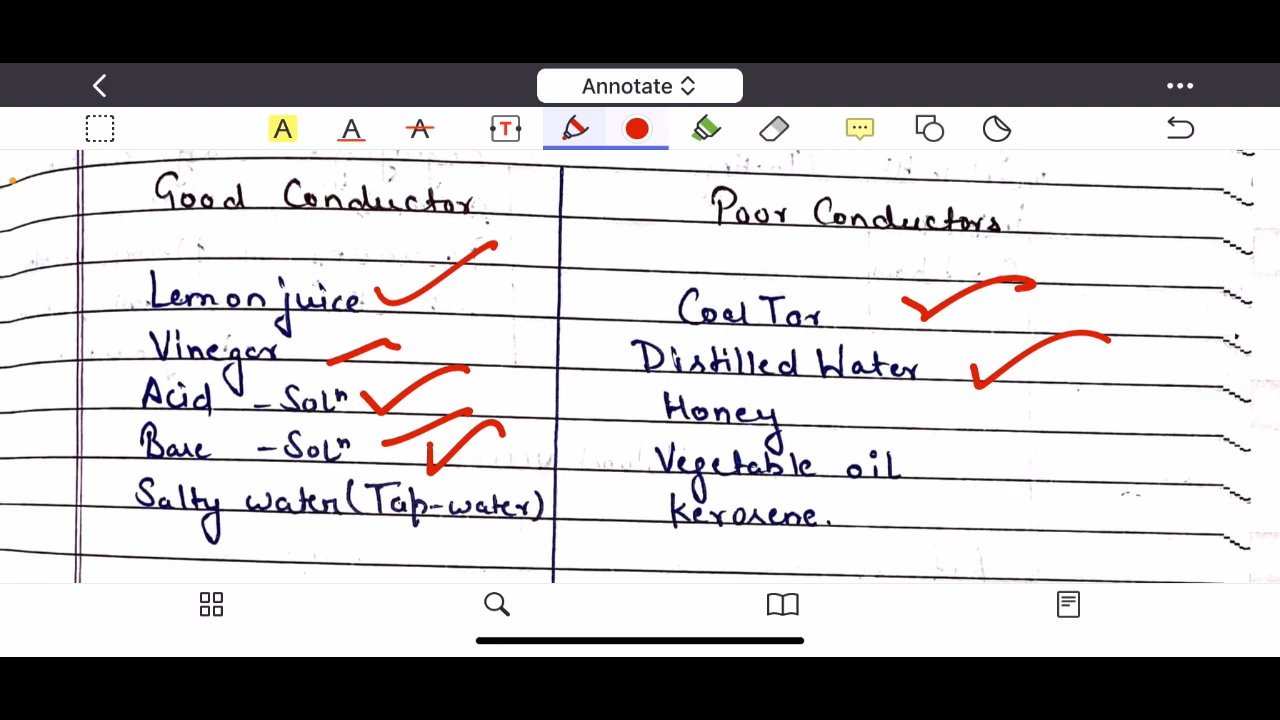 Annotate
A A A T
Good Conductor
Poor Conductors.
Lemon juice
Coal Tar
Vinegar
Distilled Water
Acid - Solⁿ
Honey
Base - Solⁿ
Vegetable oil
Salty water (Tap-water)
Kerosene.